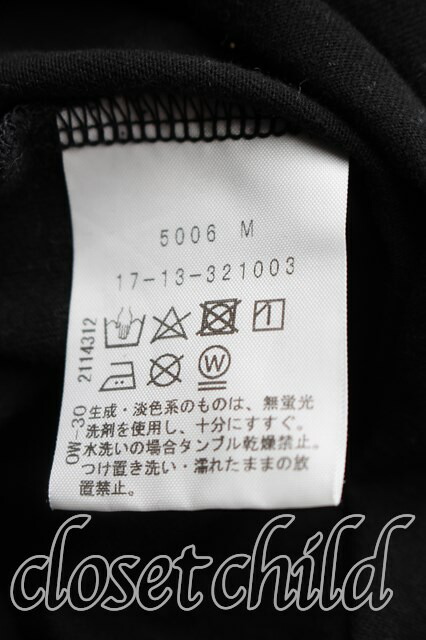 5006 M
17-13-321003
W
OW-30 2114312
生成・淡色系のものは、無蛍光
洗剤を使用し、十分にすすぐ。
水洗いの場合タンブル乾燥禁止。
つけ置き洗い・濡れたままの放
置禁止。
closet child